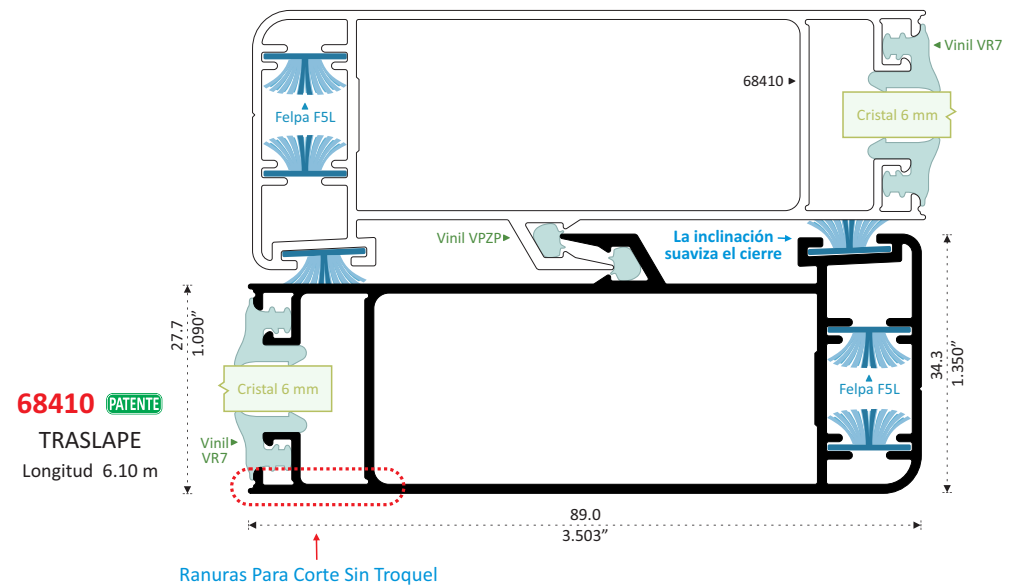 Vinil VR7
68410
Felpa F5L
Cristal 6 mm
Vinil VPZP
La inclinación
suaviza el cierre
27.7
1.090”
34.3
1.350”
Cristal 6 mm
Felpa F5L
68410 PATENTE
TRASLAPE
Longitud 6.10 m
Vinil
VR7
89.0
3.503”
Ranuras Para Corte Sin Troquel